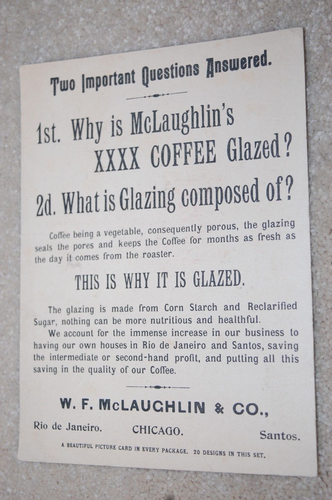 Two Important Questions Answered.
1st. Why is McLaughlin's
XXXX COFFEE Glazed?
2d. What is Glazing composed of?
Coffee being a vegetable, consequently porous, the glazing
seals the pores and keeps the Coffee for months as fresh as
the day it comes from the roaster.
THIS IS WHY IT IS GLAZED.
The glazing is made from Corn Starch and Reclarified
Sugar, nothing can be more nutritious and healthful.
We account for the immense increase in our business to
having our own houses in Rio de Janeiro and Santos, saving
the intermediate or second-hand profit, and putting all this
saving in the quality of our Coffee.
W. F. McLAUGHLIN & CO.,
Rio de Janeiro. CHICAGO. Santos.
A BEAUTIFUL PICTURE CARD IN EVERY PACKAGE. 20 DESIGNS IN THIS SET.